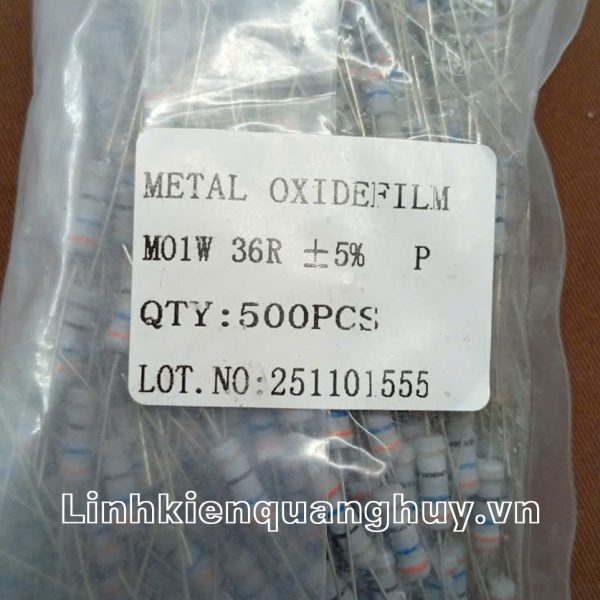 METAL OXIDEFILM
MO1W 36R ±5% P
QTY:500PCS
LOT.NO:251101555
Linhkienquanghuy.vn